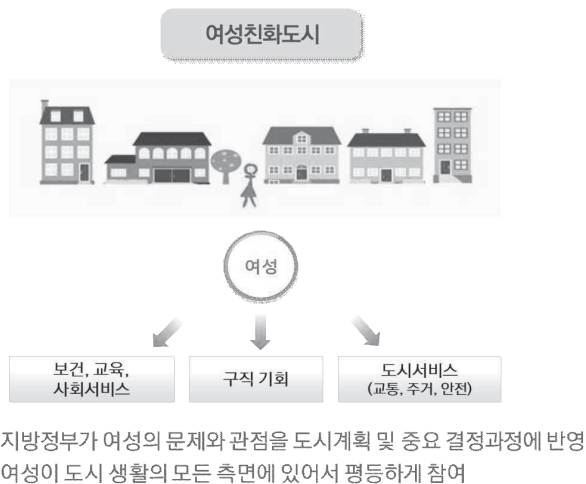 여성친화도시
여성
보건, 교육,
사회서비스
구직 기회
도시서비스
(교통, 주거, 안전)
지방정부가 여성의 문제와 관점을 도시계획 및 중요 결정과정에 반영
여성이 도시 생활의 모든 측면에 있어서 평등하게 참여